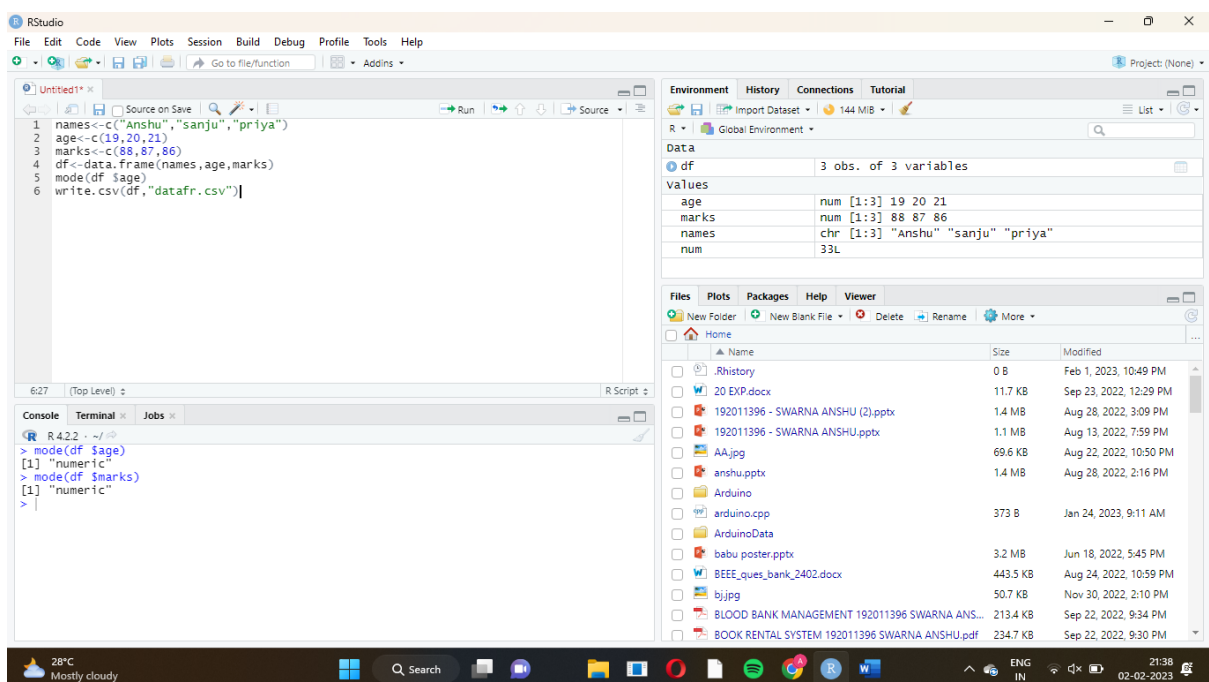 RStudio
File Edit Code View Plots Session Build Debug Profile Tools Help
Go to file/function Addins Project: (None)
Untitled1*
Source on Save Run Source
1 names<-c("Anshu","sanju","priya")
2 age<-c(19,20,21)
3 marks<-c(88,87,86)
4 df<-data.frame(names,age,marks)
5 mode(df $age)
6 write.csv(df,"datafr.csv")
6:27 (Top Level) R Script
Console Terminal Jobs
R 4.2.2 · ~/
> mode(df $age)
[1] "numeric"
> mode(df $marks)
[1] "numeric"
>
Environment History Connections Tutorial
Import Dataset 144 MiB List
R Global Environment
Data
df 3 obs. of 3 variables
Values
age num [1:3] 19 20 21
marks num [1:3] 88 87 86
names chr [1:3] "Anshu" "sanju" "priya"
num 33L
Files Plots Packages Help Viewer
New Folder New Blank File Delete Rename More
Home ...
Name Size Modified
.Rhistory 0 B Feb 1, 2023, 10:49 PM
20 EXP.docx 11.7 KB Sep 23, 2022, 12:29 PM
192011396 - SWARNA ANSHU (2).pptx 1.4 MB Aug 28, 2022, 3:09 PM
192011396 - SWARNA ANSHU.pptx 1.1 MB Aug 13, 2022, 7:59 PM
AA.jpg 69.6 KB Aug 22, 2022, 10:50 PM
anshu.pptx 1.4 MB Aug 28, 2022, 2:16 PM
Arduino
arduino.cpp 373 B Jan 24, 2023, 9:11 AM
ArduinoData
babu poster.pptx 3.2 MB Jun 18, 2022, 5:45 PM
BEEE_ques_bank_2402.docx 443.5 KB Aug 24, 2022, 10:59 PM
bj.jpg 50.7 KB Nov 30, 2022, 2:10 PM
BLOOD BANK MANAGEMENT 192011396 SWARNA ANS... 213.4 KB Sep 22, 2022, 9:34 PM
BOOK RENTAL SYSTEM 192011396 SWARNA ANSHU.pdf 234.7 KB Sep 22, 2022, 9:30 PM
28°C
Mostly cloudy
Search
ENG
IN
21:38
02-02-2023